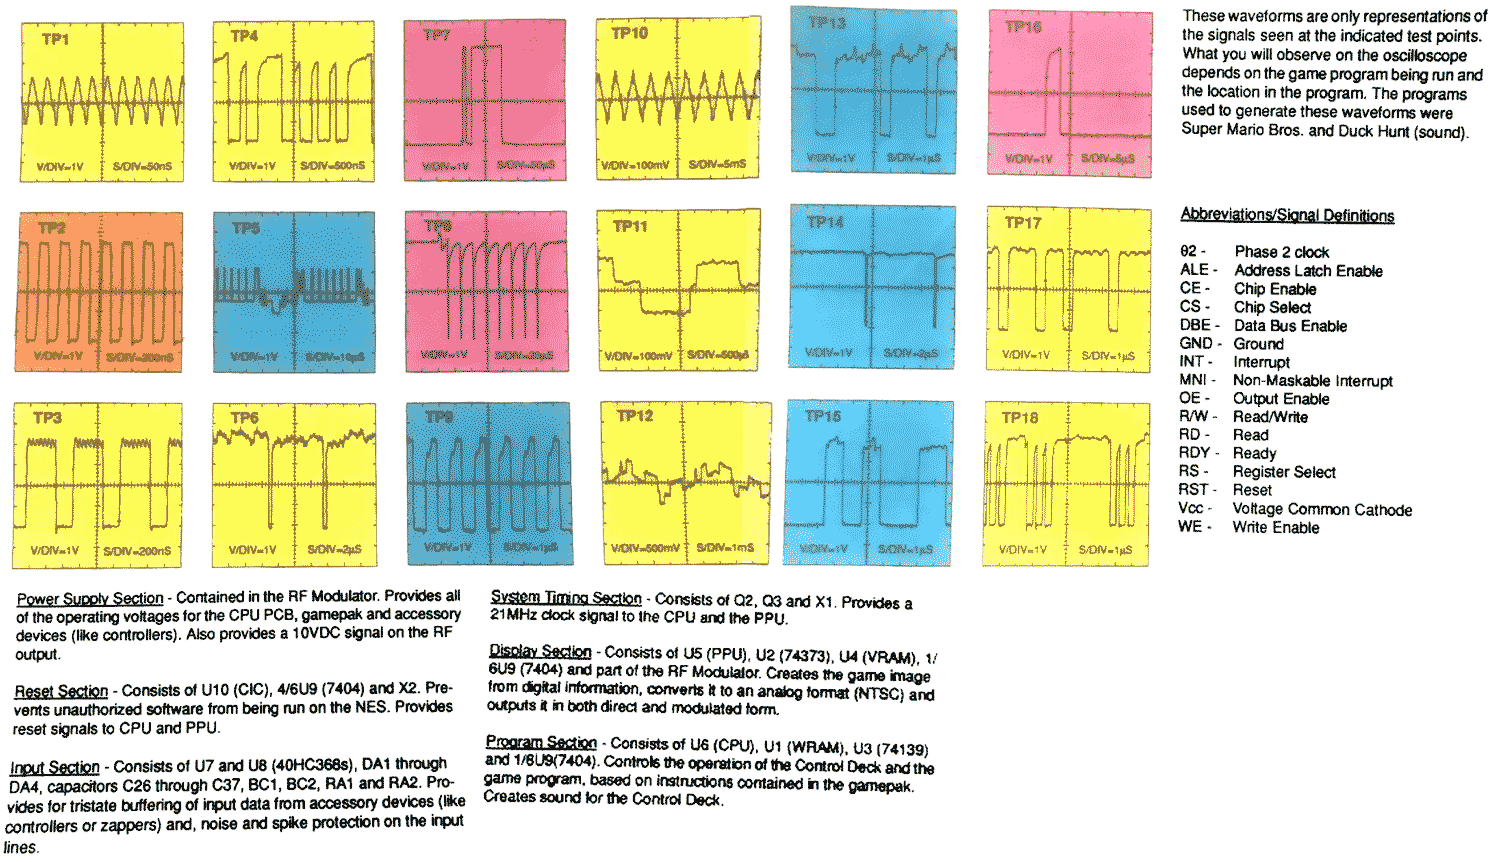 TP1
V/DIV=1V S/DIV=50nS
TP4
V/DIV=1V S/DIV=500nS
TP7
V/DIV=1V S/DIV=50µS
TP10
V/DIV=100mV S/DIV=5mS
TP13
V/DIV=1V S/DIV=1µS
TP16
V/DIV=1V S/DIV=5µS
These waveforms are only representations of
the signals seen at the indicated test points.
What you will observe on the oscilloscope
depends on the game program being run and
the location in the program. The programs
used to generate these waveforms were
Super Mario Bros. and Duck Hunt (sound).
TP2
V/DIV=1V S/DIV=200nS
TP5
V/DIV=1V S/DIV=10µS
V/DIV=1V
TP11
V/DIV=100mV S/DIV=500µS
TP14
V/DIV=1V S/DIV=2µS
TP17
V/DIV=1V S/DIV=1µS
TP3
V/DIV=1V S/DIV=200nS
TP6
V/DIV=1V S/DIV=2µS
TP9
V/DIV=1V S/DIV=1µS
TP12
V/DIV=500mV S/DIV=1mS
TP15
V/DIV=1V S/DIV=1µS
TP18
V/DIV=1V S/DIV=1µS
Abbreviations/Signal Definitions
θ2 - Phase 2 clock
ALE - Address Latch Enable
CE - Chip Enable
CS - Chip Select
DBE - Data Bus Enable
GND - Ground
INT - Interrupt
MNI - Non-Maskable Interrupt
OE - Output Enable
R/W - Read/Write
RD - Read
RDY - Ready
RS - Register Select
RST - Reset
Vcc - Voltage Common Cathode
WE - Write Enable
Power Supply Section - Contained in the RF Modulator. Provides all
of the operating voltages for the CPU PCB, gamepak and accessory
devices (like controllers). Also provides a 10VDC signal on the RF
output.
Reset Section - Consists of U10 (CIC), 4/6U9 (7404) and X2. Pre-
vents unauthorized software from being run on the NES. Provides
reset signals to CPU and PPU.
Input Section - Consists of U7 and U8 (40HC368s), DA1 through
DA4, capacitors C26 through C37, BC1, BC2, RA1 and RA2. Pro-
vides for tristate buffering of input data from accessory devices (like
controllers or zappers) and, noise and spike protection on the input
lines.
System Timing Section - Consists of Q2, Q3 and X1. Provides a
21MHz clock signal to the CPU and the PPU.
Display Section - Consists of U5 (PPU), U2 (74373), U4 (VRAM), 1/
6U9 (7404) and part of the RF Modulator. Creates the game image
from digital information, converts it to an analog format (NTSC) and
outputs it in both direct and modulated form.
Program Section - Consists of U6 (CPU), U1 (WRAM), U3 (74139)
and 1/6U9(7404). Controls the operation of the Control Deck and the
game program, based on instructions contained in the gamepak.
Creates sound for the Control Deck.